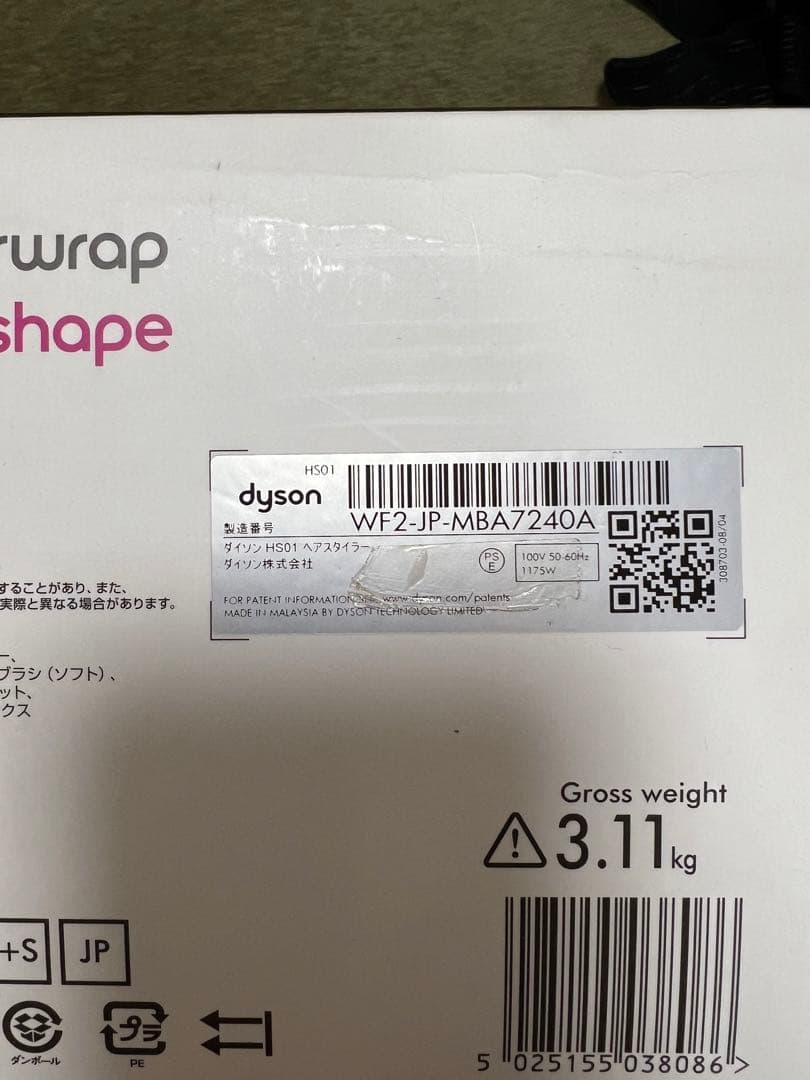 rwrap
shape
HS01
dyson
WF2-JP-MBA7240A
製造番号
ダイソン HS01 ヘアスタイラー
ダイソン株式会社
PS
E
100V 50-60Hz
1175W
308703-08/04
FOR PATENT INFORMATION SEE www.dyson.com/patents
MADE IN MALAYSIA BY DYSON TECHNOLOGY LIMITED
することがあり、また、
実際と異なる場合があります。
ー、
ブラシ（ソフト）、
ット、
クス
Gross weight
3.11kg
+S
JP
ダンボール
プラ
PE
5 025155 038086 >